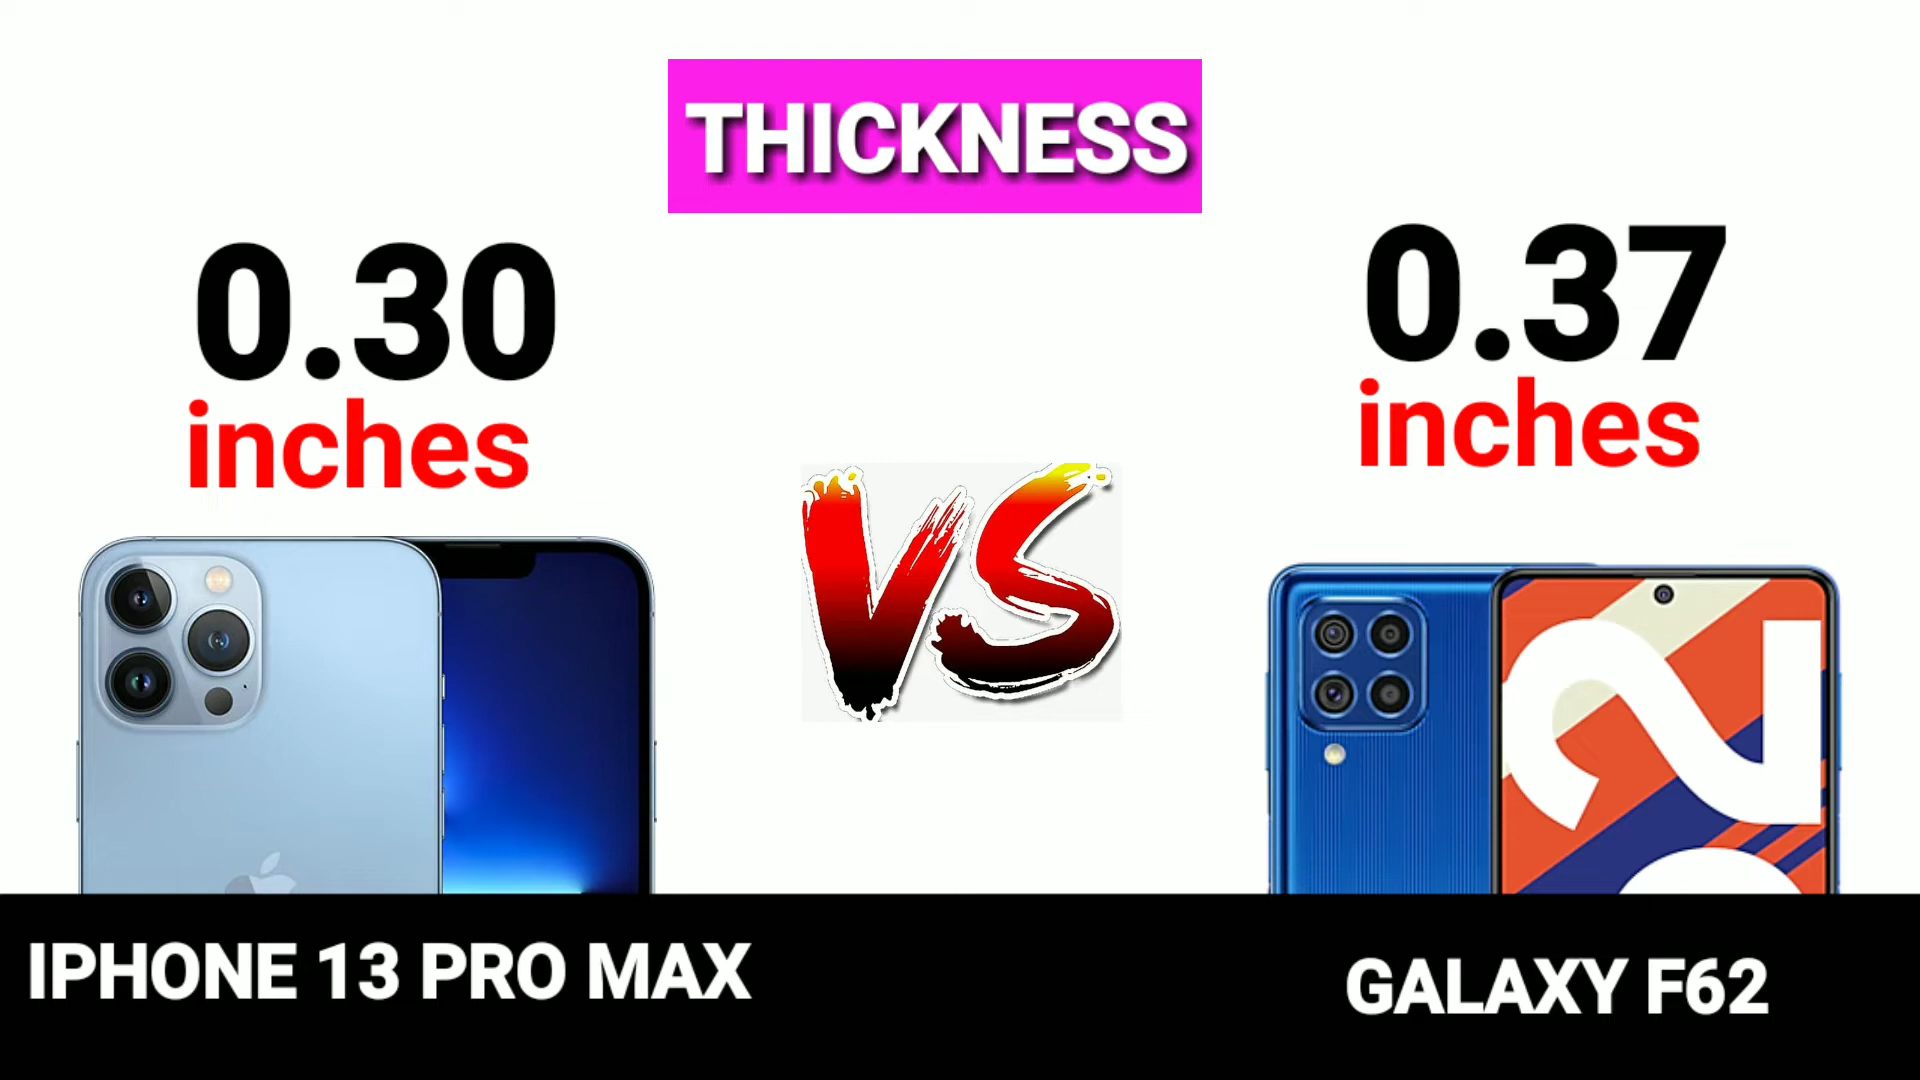 THICKNESS
0.30
inches
0.37
inches
VS
IPHONE 13 PRO MAX
GALAXY F62